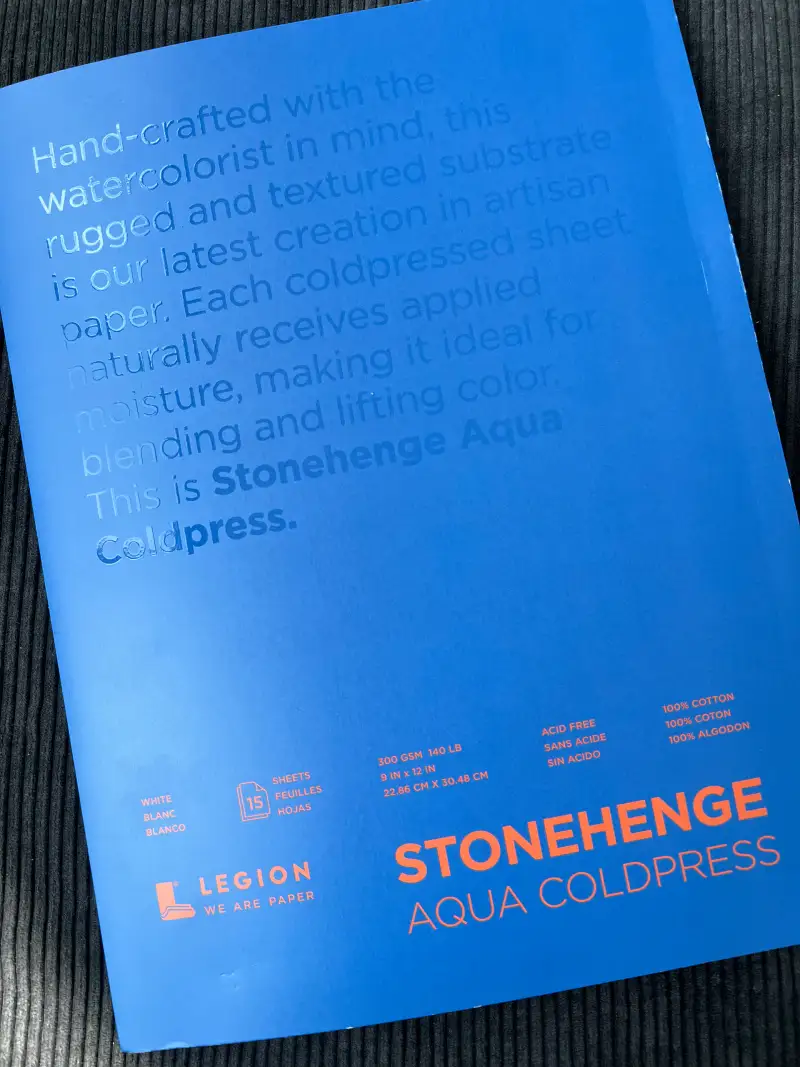 Hand-crafted with the
watercolorist in mind, this
rugged and textured substrate
is our latest creation in artisan
paper. Each coldpressed sheet
naturally receives applied
moisture, making it ideal for
blending and lifting color.
This is Stonehenge Aqua
Coldpress.
WHITE
BLANC
BLANCO
15
SHEETS
FEUILLES
HOJAS
300 GSM 140 LB
9 IN x 12 IN
22.86 CM X 30.48 CM
ACID FREE
SANS ACIDE
SIN ACIDO
100% COTTON
100% COTON
100% ALGODON
LEGION
WE ARE PAPER
STONEHENGE
AQUA COLDPRESS